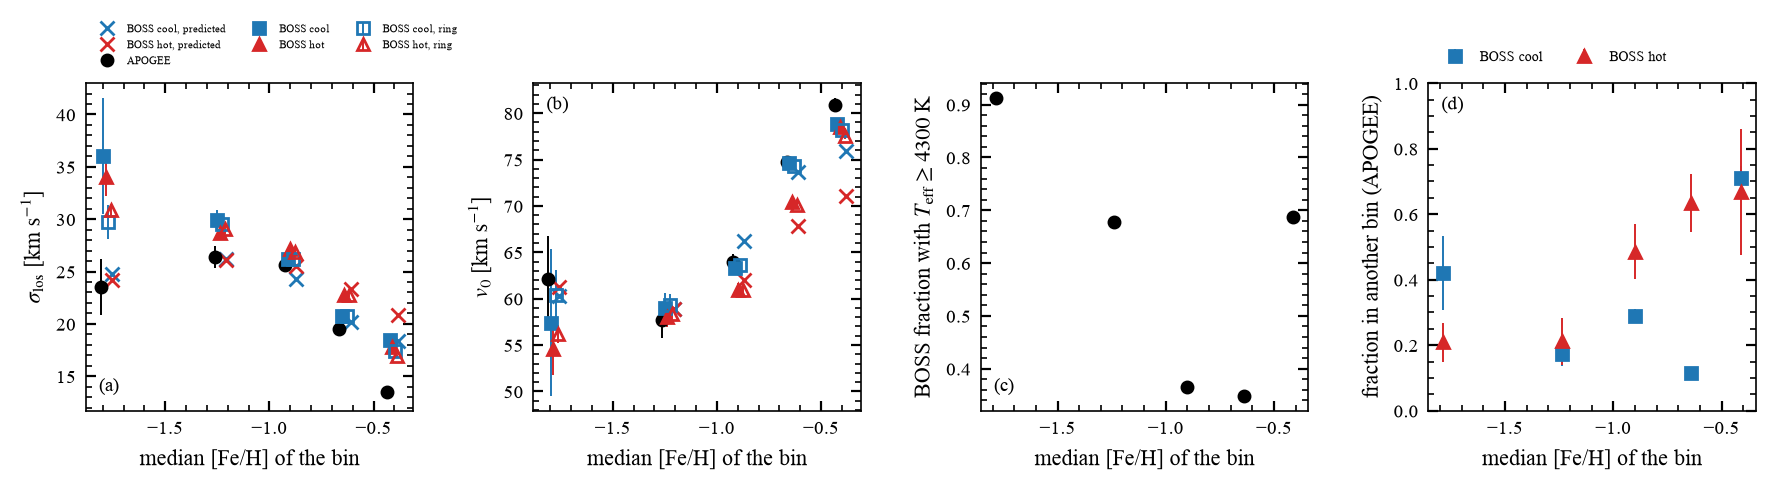 BOSS cool, predicted
BOSS hot, predicted
APOGEE
BOSS cool
BOSS hot
BOSS cool, ring
BOSS hot, ring
40
35
30
25
20
15
σlos [km s−1]
(a)
−1.5
−1.0
−0.5
median [Fe/H] of the bin
80
75
70
65
60
55
50
v0 [km s−1]
(b)
−1.5
−1.0
−0.5
median [Fe/H] of the bin
0.9
0.8
0.7
0.6
0.5
0.4
BOSS fraction with Teff ≥ 4300 K
(c)
−1.5
−1.0
−0.5
median [Fe/H] of the bin
BOSS cool
BOSS hot
1.0
0.8
0.6
0.4
0.2
0.0
fraction in another bin (APOGEE)
(d)
−1.5
−1.0
−0.5
median [Fe/H] of the bin